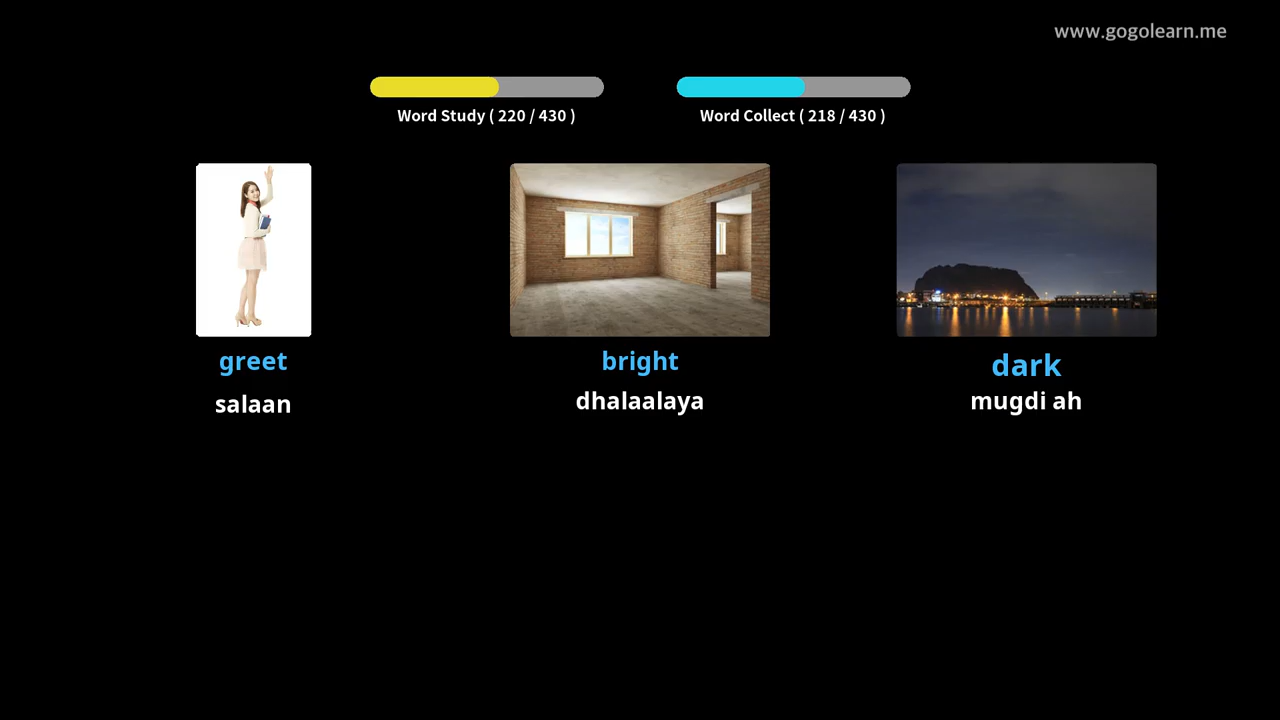 www.gogolearn.me
Word Study ( 220 / 430 )
Word Collect ( 218 / 430 )
greet
salaan
bright
dhalaalaya
dark
mugdi ah